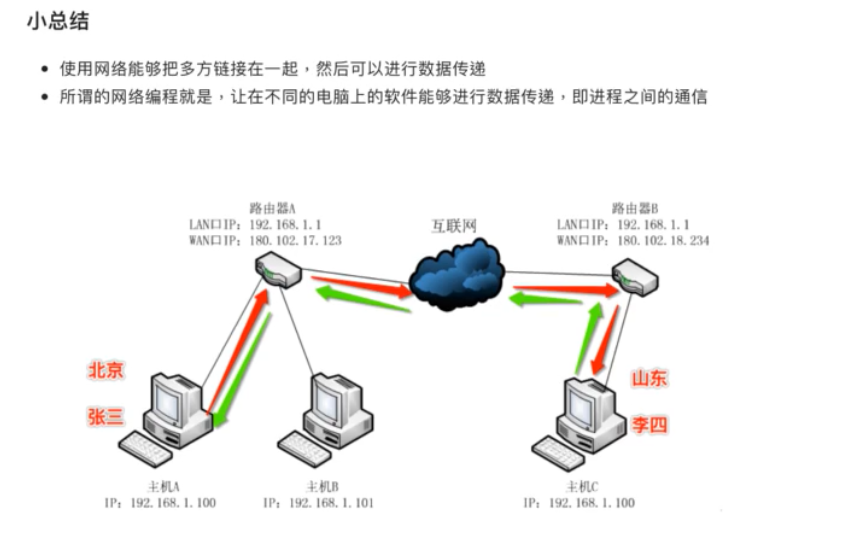 小总结
使用网络能够把多方链接在一起，然后可以进行数据传递
所谓的网络编程就是，让在不同的电脑上的软件能够进行数据传递，即进程之间的通信
路由器A
LAN口IP：192.168.1.1
WAN口IP：180.102.17.123
互联网
路由器B
LAN口IP：192.168.1.1
WAN口IP：180.102.18.234
北京
张三
山东
李四
主机A
IP：192.168.1.100
主机B
IP：192.168.1.101
主机C
IP：192.168.1.100